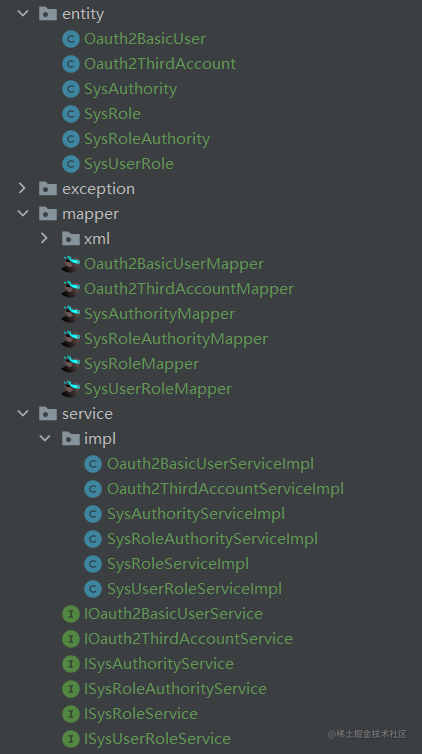 entity
Oauth2BasicUser
Oauth2ThirdAccount
SysAuthority
SysRole
SysRoleAuthority
SysUserRole
exception
mapper
xml
Oauth2BasicUserMapper
Oauth2ThirdAccountMapper
SysAuthorityMapper
SysRoleAuthorityMapper
SysRoleMapper
SysUserRoleMapper
service
impl
Oauth2BasicUserServiceImpl
Oauth2ThirdAccountServiceImpl
SysAuthorityServiceImpl
SysRoleAuthorityServiceImpl
SysRoleServiceImpl
SysUserRoleServiceImpl
IOauth2BasicUserService
IOauth2ThirdAccountService
ISysAuthorityService
ISysRoleAuthorityService
ISysRoleService
ISysUserRoleService
@稀土掘金技术社区